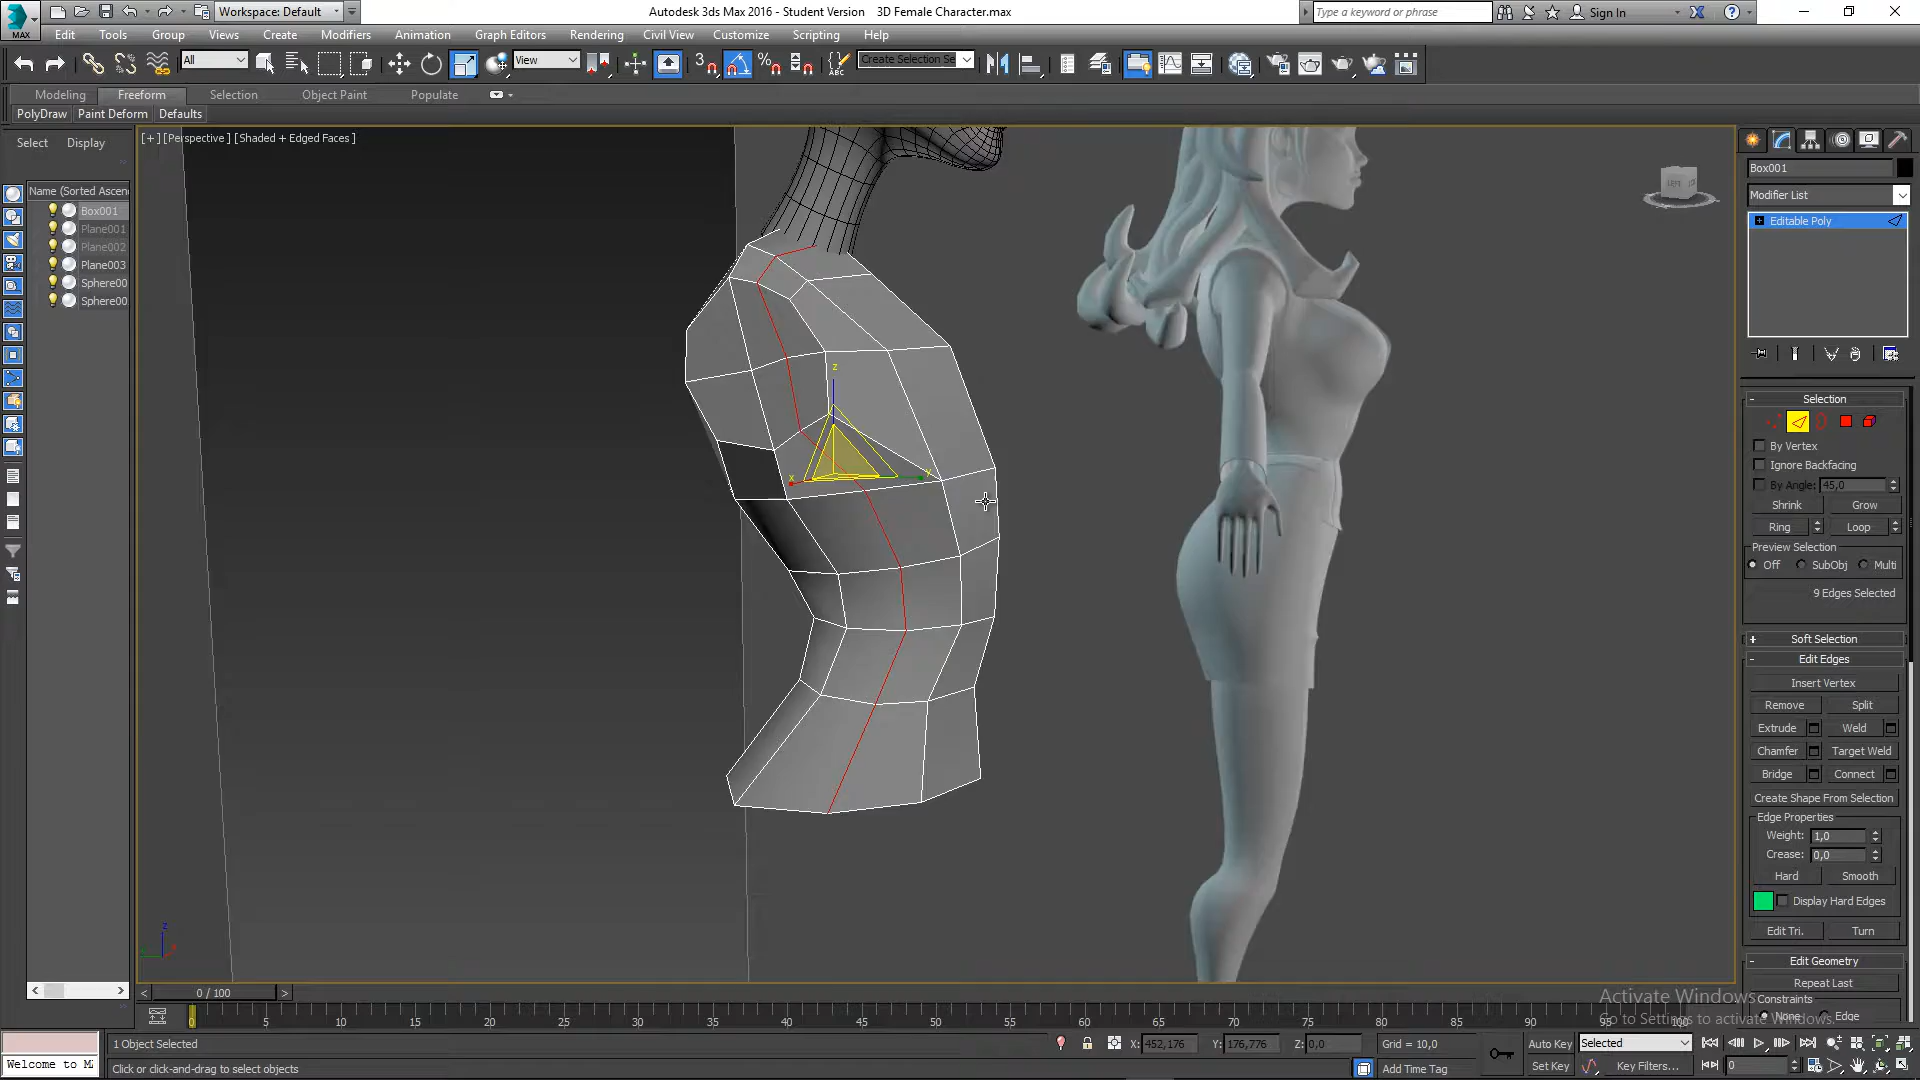 Workspace: Default
Autodesk 3ds Max 2016 - Student Version    3D Female Character.max
Type a keyword or phrase
Sign In
MAX
Edit
Tools
Group
Views
Create
Modifiers
Animation
Graph Editors
Rendering
Civil View
Customize
Scripting
Help
All
View
3
Create Selection Se
Modeling
Freeform
Selection
Object Paint
Populate
PolyDraw
Paint Deform
Defaults
Select
Display
[+] [Perspective] [Shaded + Edged Faces]
Name (Sorted Ascen
Box001
Plane001
Plane002
Plane003
Sphere00
Sphere00
z
x
y
LEFT
Box001
Modifier List
Editable Poly
- Selection
By Vertex
Ignore Backfacing
By Angle: 45,0
Shrink
Grow
Ring
Loop
Preview Selection
Off
SubObj
Multi
9 Edges Selected
+ Soft Selection
- Edit Edges
Insert Vertex
Remove
Split
Extrude
Weld
Chamfer
Target Weld
Bridge
Connect
Create Shape From Selection
Edge Properties
Weight: 1,0
Crease: 0,0
Hard
Smooth
Display Hard Edges
Edit Tri.
Turn
- Edit Geometry
Repeat Last
Constraints
None
Edge
z
x
0 / 100
0 5 10 15 20 25 30 35 40 45 50 55 60 65 70 75 80 85 90 95 100
Activate Windows
Go to Settings to activate Windows.
1 Object Selected
X: 452,176
Y: 176,776
Z: 0,0
Grid = 10,0
Auto Key
Selected
Welcome to M
Click or click-and-drag to select objects
Add Time Tag
Set Key
Key Filters...
0